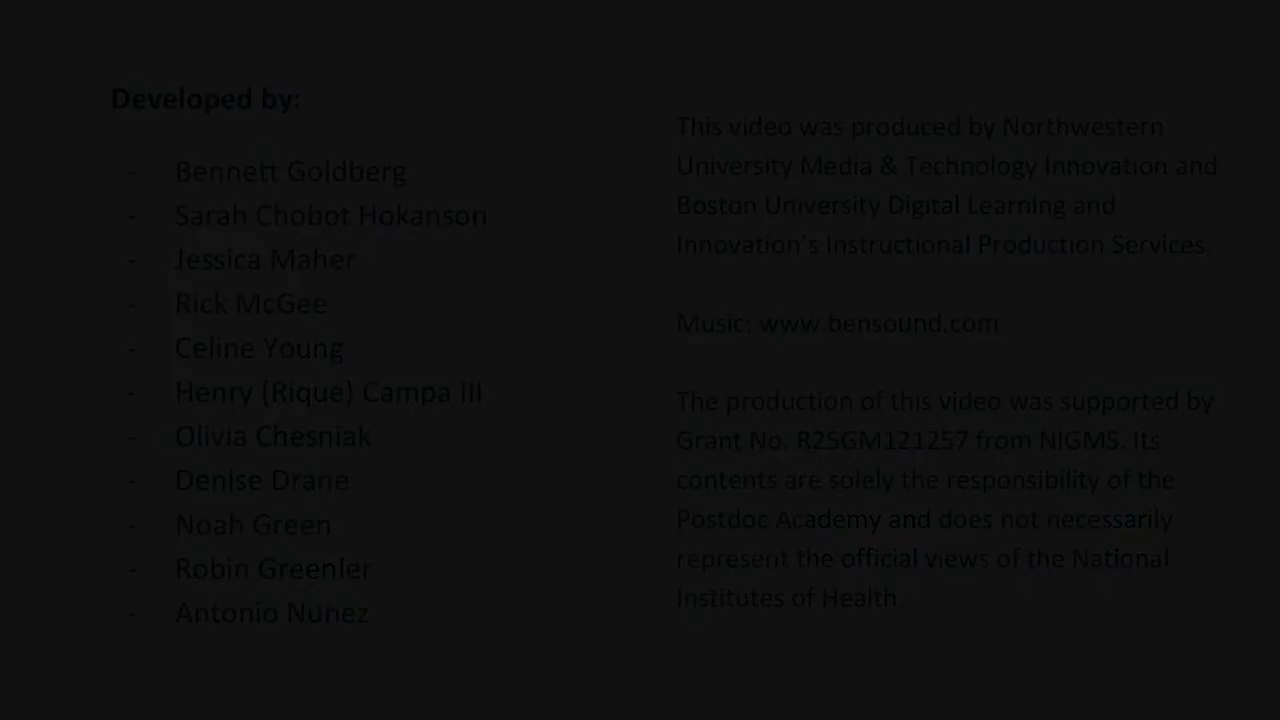 Developed by:
- Bennett Goldberg
- Sarah Chobot Hokanson
- Jessica Maher
- Rick McGee
- Celine Young
- Henry (Rique) Campa III
- Olivia Chesniak
- Denise Drane
- Noah Green
- Robin Greenler
- Antonio Nunez
This video was produced by Northwestern
University Media & Technology Innovation and
Boston University Digital Learning and
Innovation's Instructional Production Services.
Music: www.bensound.com
The production of this video was supported by
Grant No. R25GM121257 from NIGMS. Its
contents are solely the responsibility of the
Postdoc Academy and does not necessarily
represent the official views of the National
Institutes of Health.